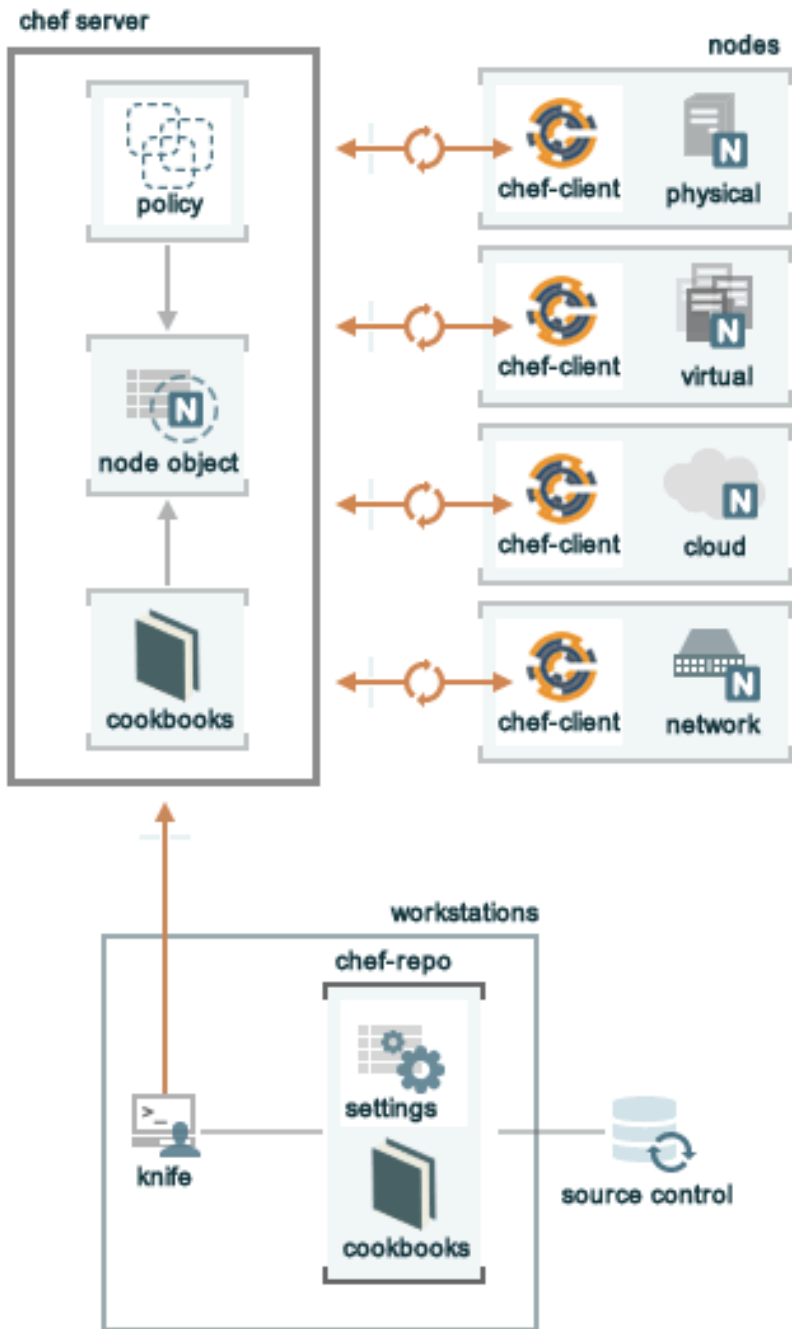 chef server
nodes
policy
chef-client
physical
chef-client
virtual
node object
N
chef-client
cloud
cookbooks
chef-client
network
N
N
N
N
workstations
chef-repo
settings
>_
knife
cookbooks
source control